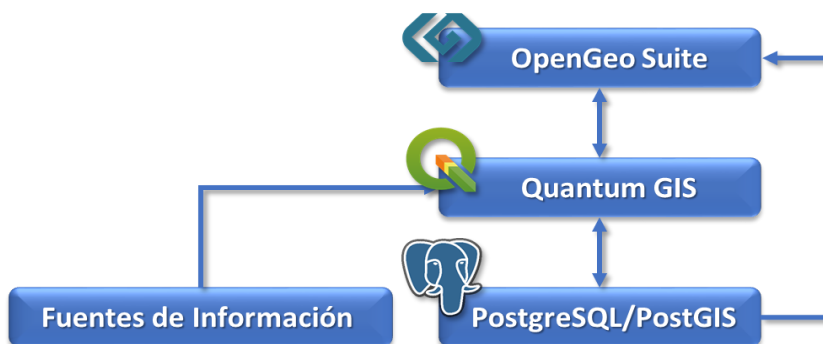 OpenGeo Suite
Quantum GIS
Fuentes de Información
PostgreSQL/PostGIS